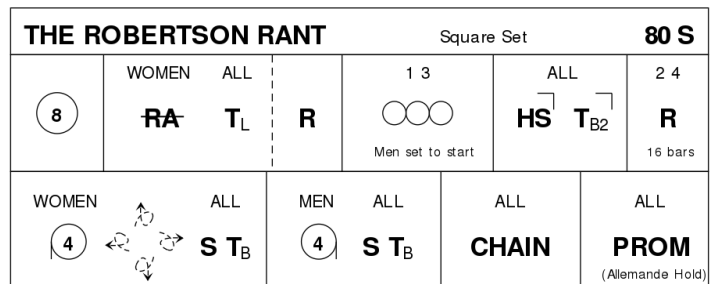 THE ROBERTSON RANT Square Set 80 S
WOMEN ALL 1 3 ALL 2 4
8 RA TL R HS TB2 R
Men set to start 16 bars
WOMEN ALL MEN ALL ALL ALL
4 S TB 4 S TB CHAIN PROM
(Allemande Hold)